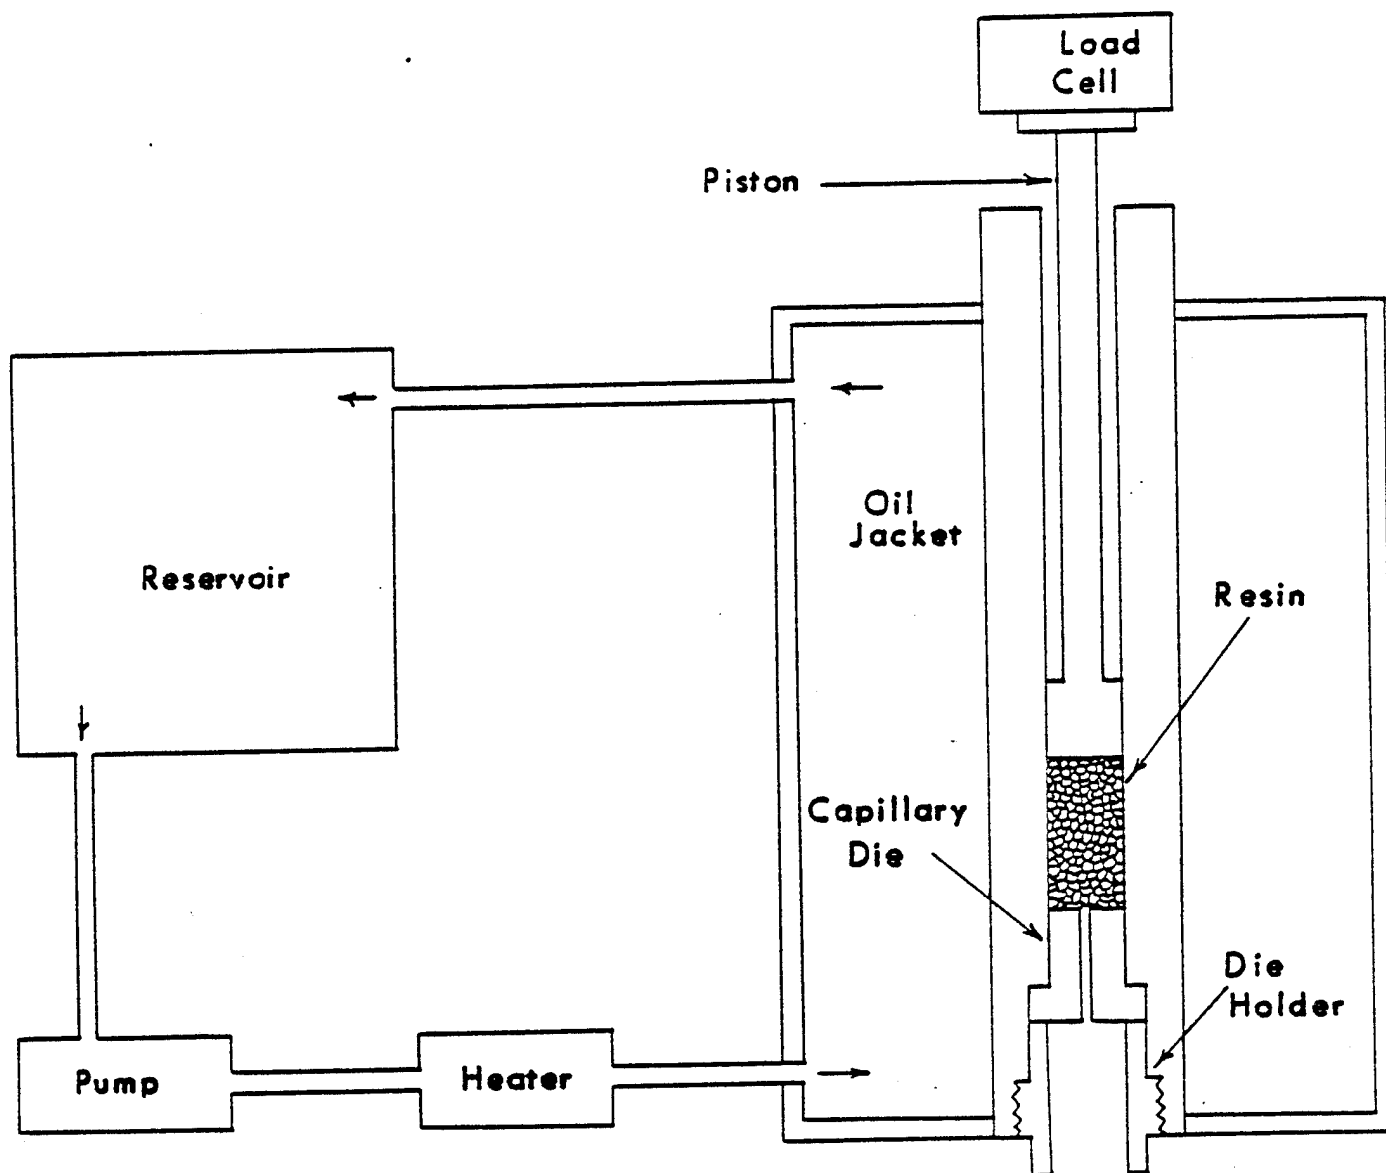 Load
Cell
Piston
Oil
Jacket
Reservoir
Resin
Capillary
Die
Die
Holder
Pump
Heater